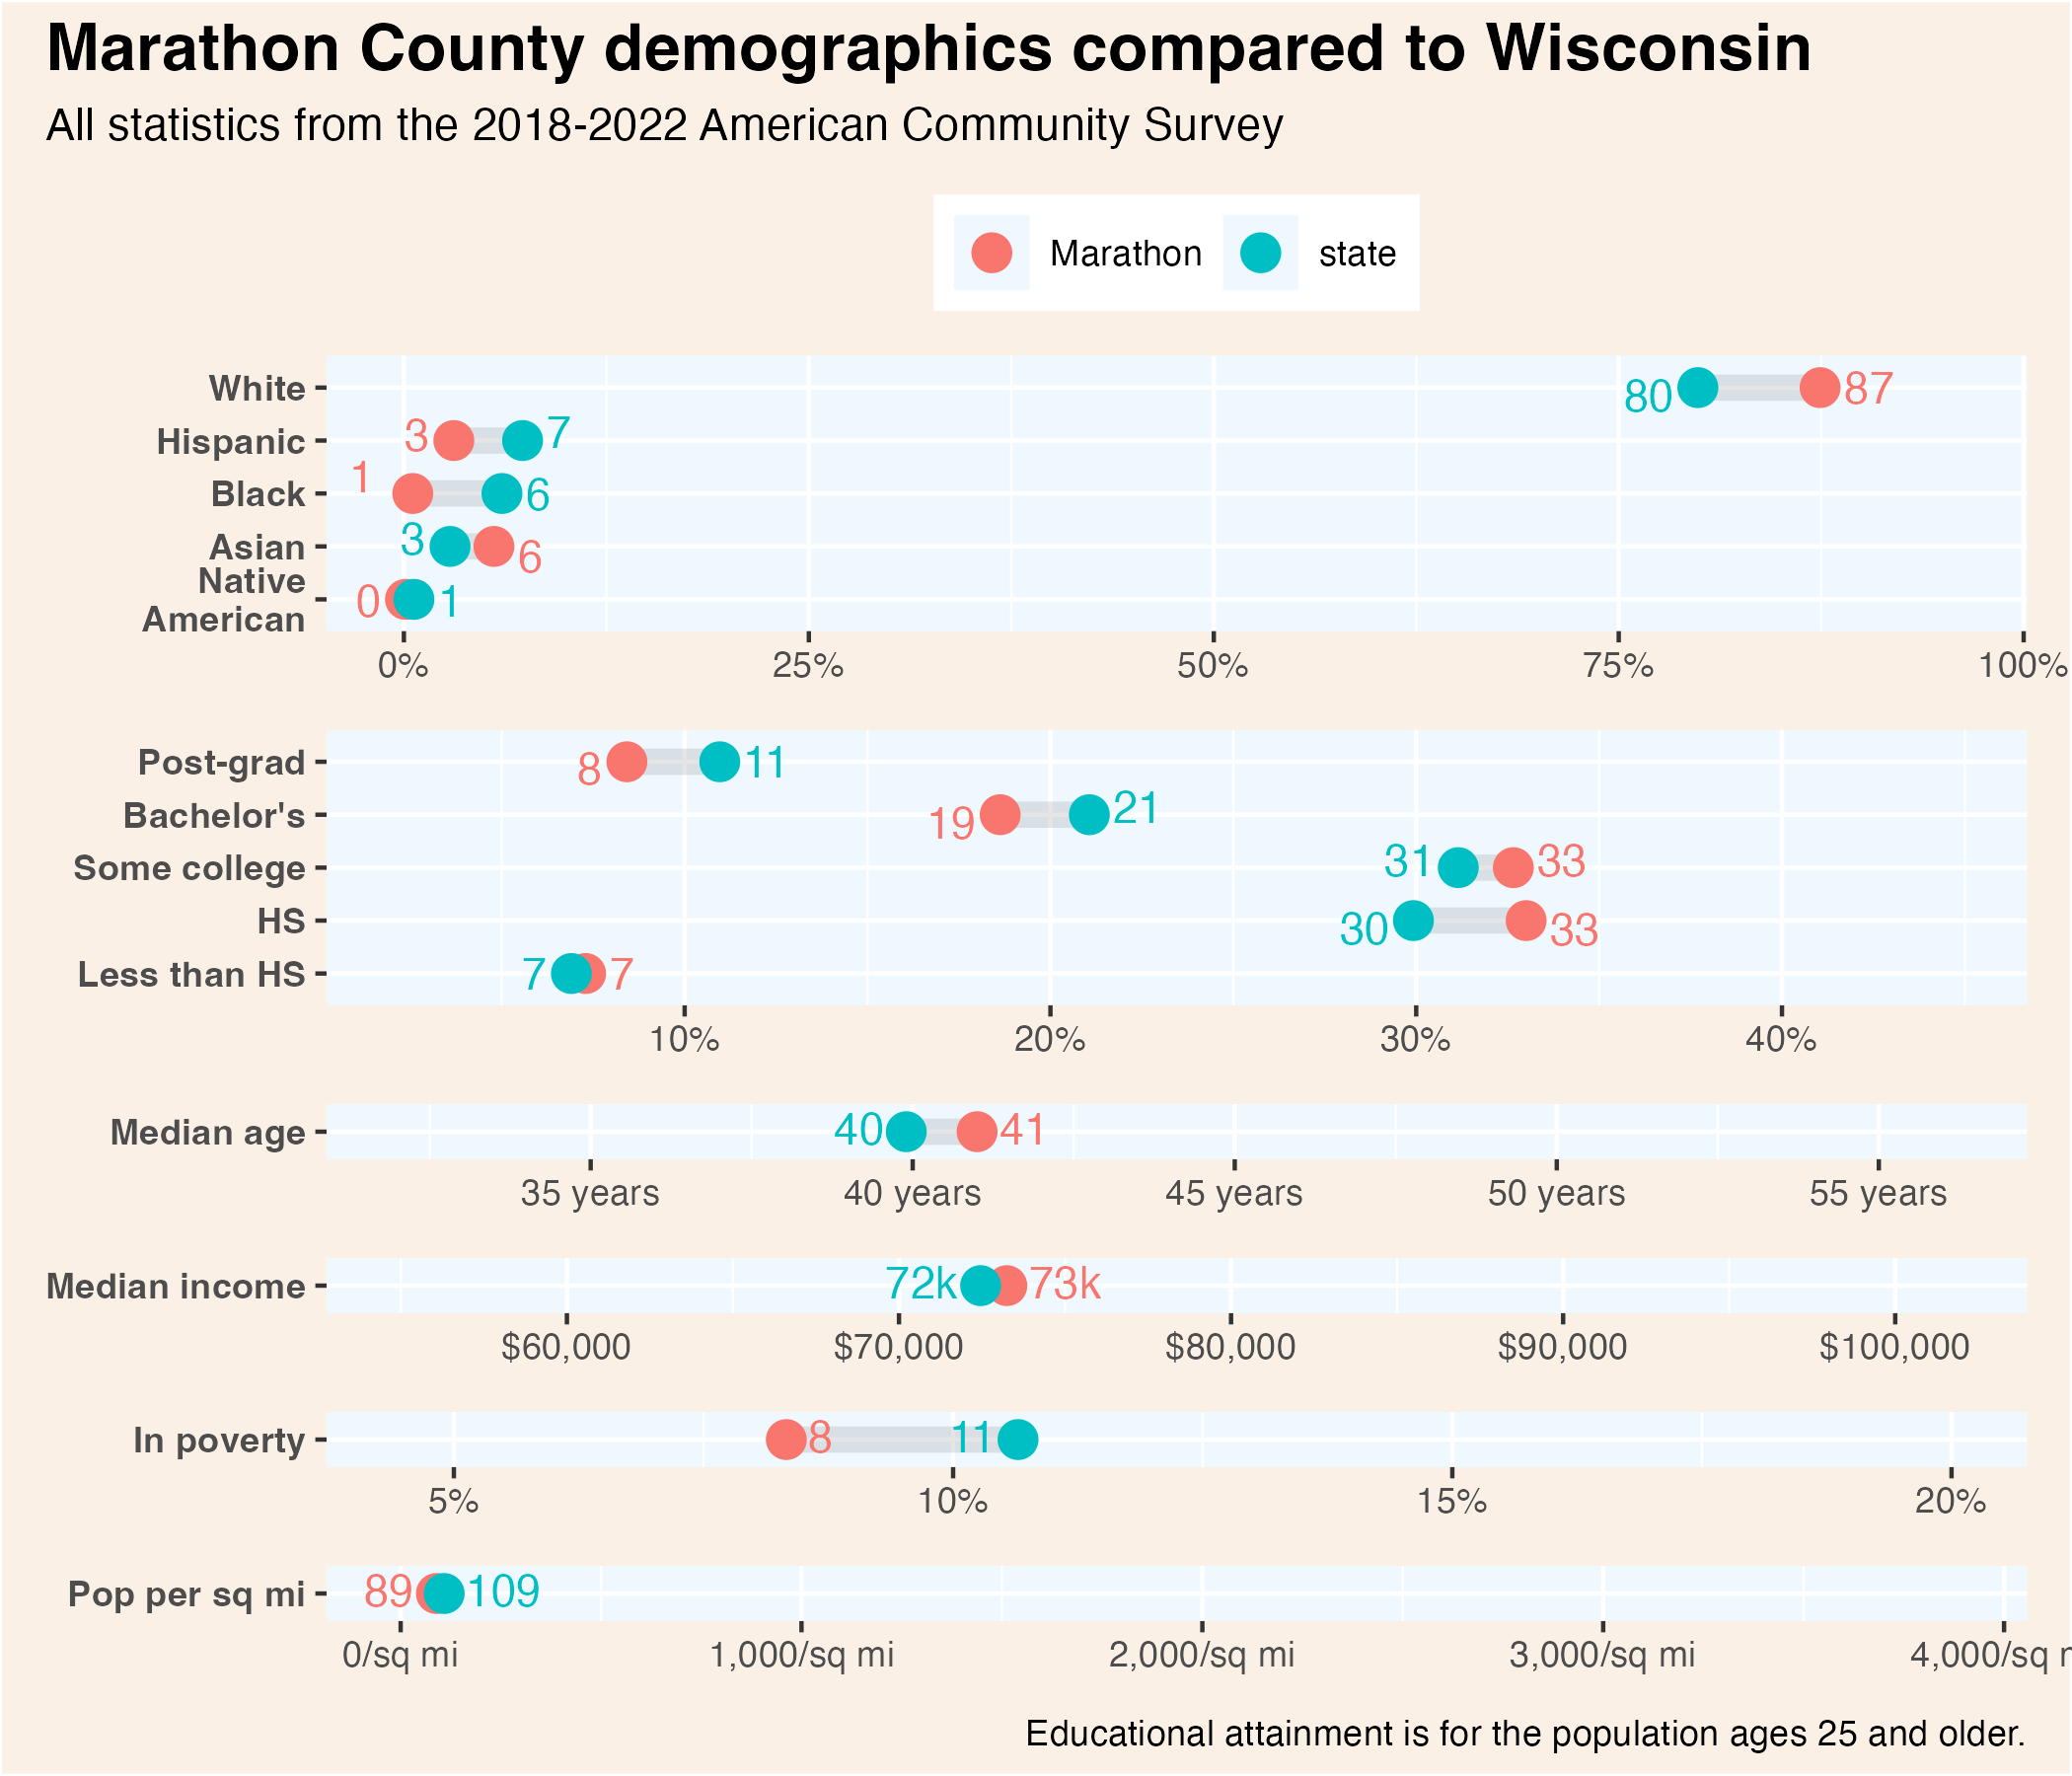 Marathon County demographics compared to Wisconsin
All statistics from the 2018-2022 American Community Survey
Marathon state
White 80 87
Hispanic 3 7
Black 1 6
Asian 3 6
Native
American 0 1
0% 25% 50% 75% 100%
Post-grad 8 11
Bachelor's 19 21
Some college 31 33
HS 30 33
Less than HS 7 7
10% 20% 30% 40%
Median age 40 41
35 years 40 years 45 years 50 years 55 years
Median income 72k 73k
$60,000 $70,000 $80,000 $90,000 $100,000
In poverty 8 11
5% 10% 15% 20%
Pop per sq mi 89 109
0/sq mi 1,000/sq mi 2,000/sq mi 3,000/sq mi 4,000/sq
Educational attainment is for the population ages 25 and older.